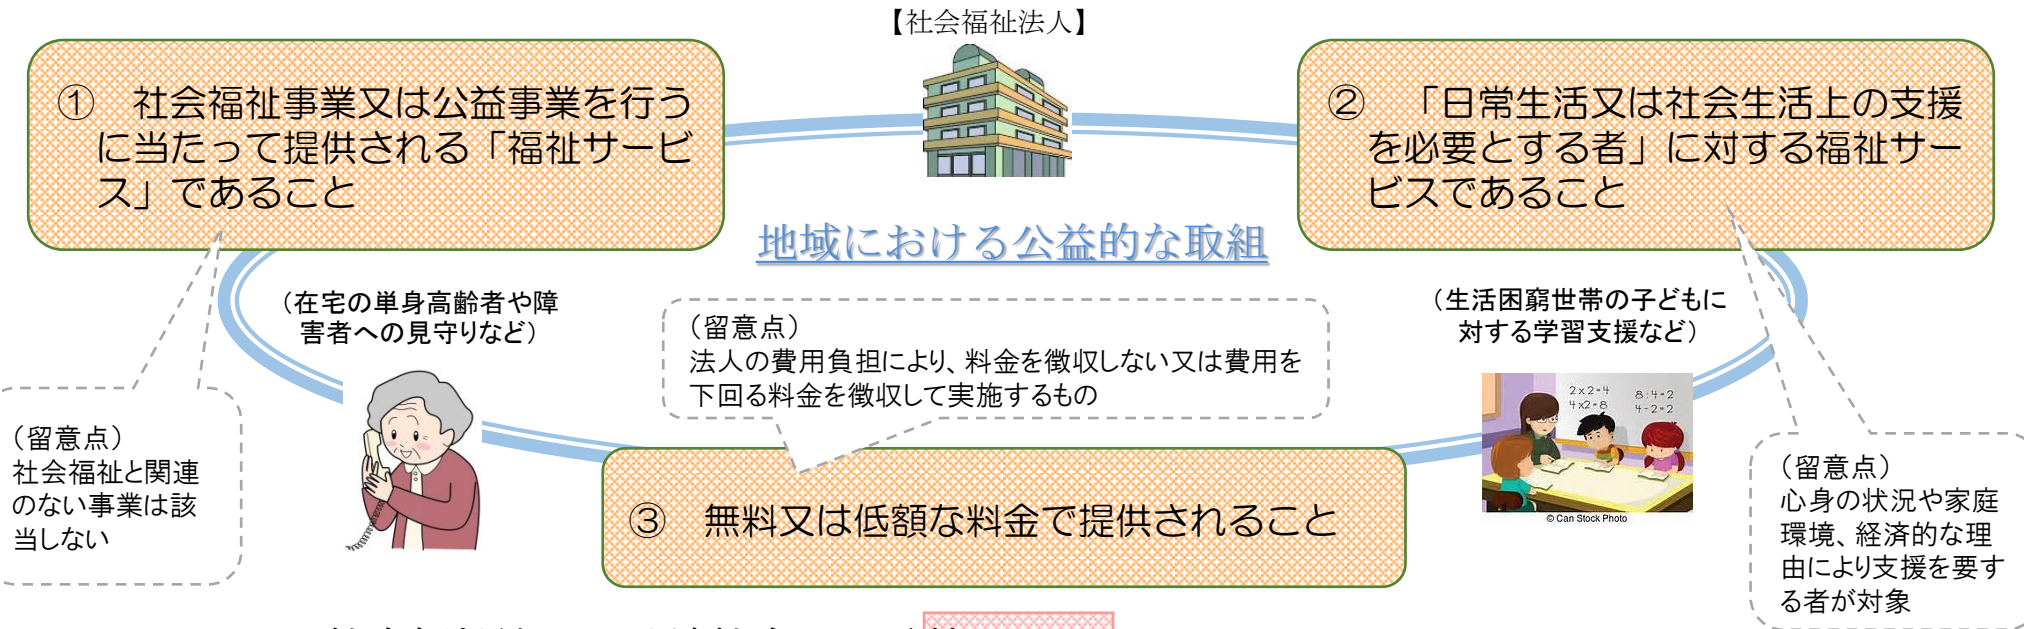 【社会福祉法人】
① 社会福祉事業又は公益事業を行う
に当たって提供される「福祉サービ
ス」であること
② 「日常生活又は社会生活上の支援
を必要とする者」に対する福祉サー
ビスであること
地域における公益的な取組
（在宅の単身高齢者や障
害者への見守りなど）
（留意点）
法人の費用負担により、料金を徴収しない又は費用を
下回る料金を徴収して実施するもの
（生活困窮世帯の子どもに
対する学習支援など）
2x2=4
4x2=8
8:4=2
4-2=2
© Can Stock Photo
（留意点）
社会福祉と関連
のない事業は該
当しない
③ 無料又は低額な料金で提供されること
（留意点）
心身の状況や家庭
環境、経済的な理
由により支援を要す
る者が対象